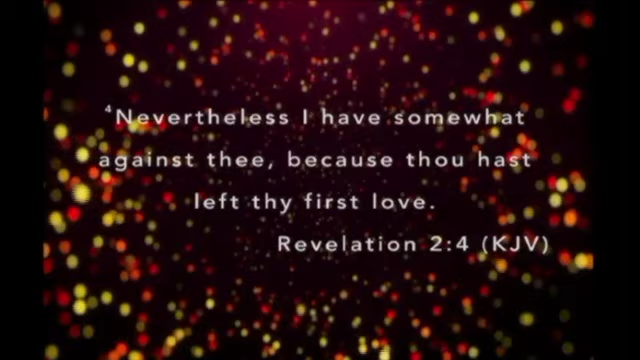 ⁴Nevertheless I have somewhat
against thee, because thou hast
left thy first love.
Revelation 2:4 (KJV)